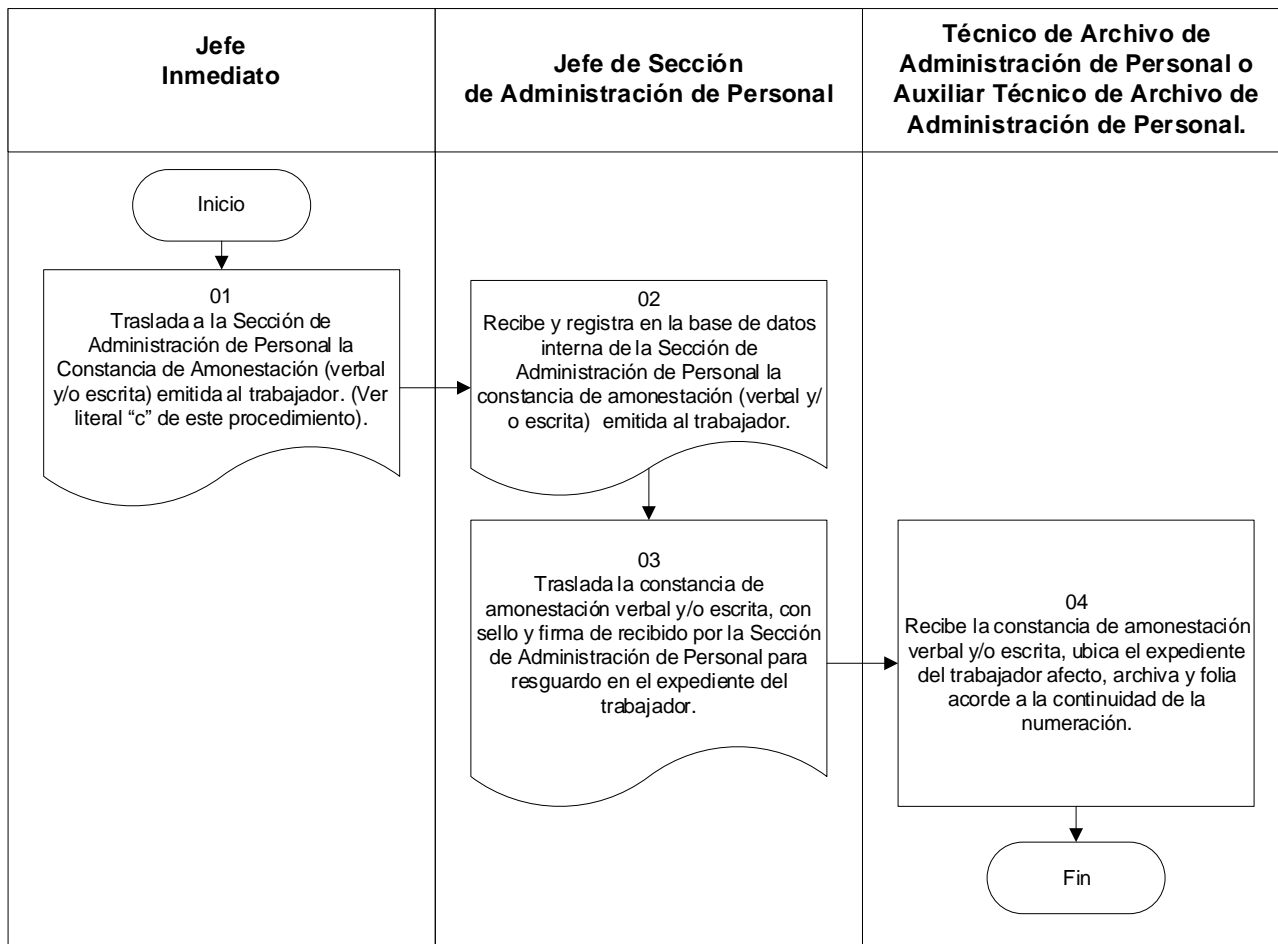 Jefe
Inmediato
Jefe de Sección
de Administración de Personal
Técnico de Archivo de
Administración de Personal o
Auxiliar Técnico de Archivo de
Administración de Personal.
Inicio
01
Traslada a la Sección de
Administración de Personal la
Constancia de Amonestación (verbal
y/o escrita) emitida al trabajador. (Ver
literal “c” de este procedimiento).
02
Recibe y registra en la base de datos
interna de la Sección de
Administración de Personal la
constancia de amonestación (verbal y/
o escrita) emitida al trabajador.
03
Traslada la constancia de
amonestación verbal y/o escrita, con
sello y firma de recibido por la Sección
de Administración de Personal para
resguardo en el expediente del
trabajador.
04
Recibe la constancia de amonestación
verbal y/o escrita, ubica el expediente
del trabajador afecto, archiva y folia
acorde a la continuidad de la
numeración.
Fin